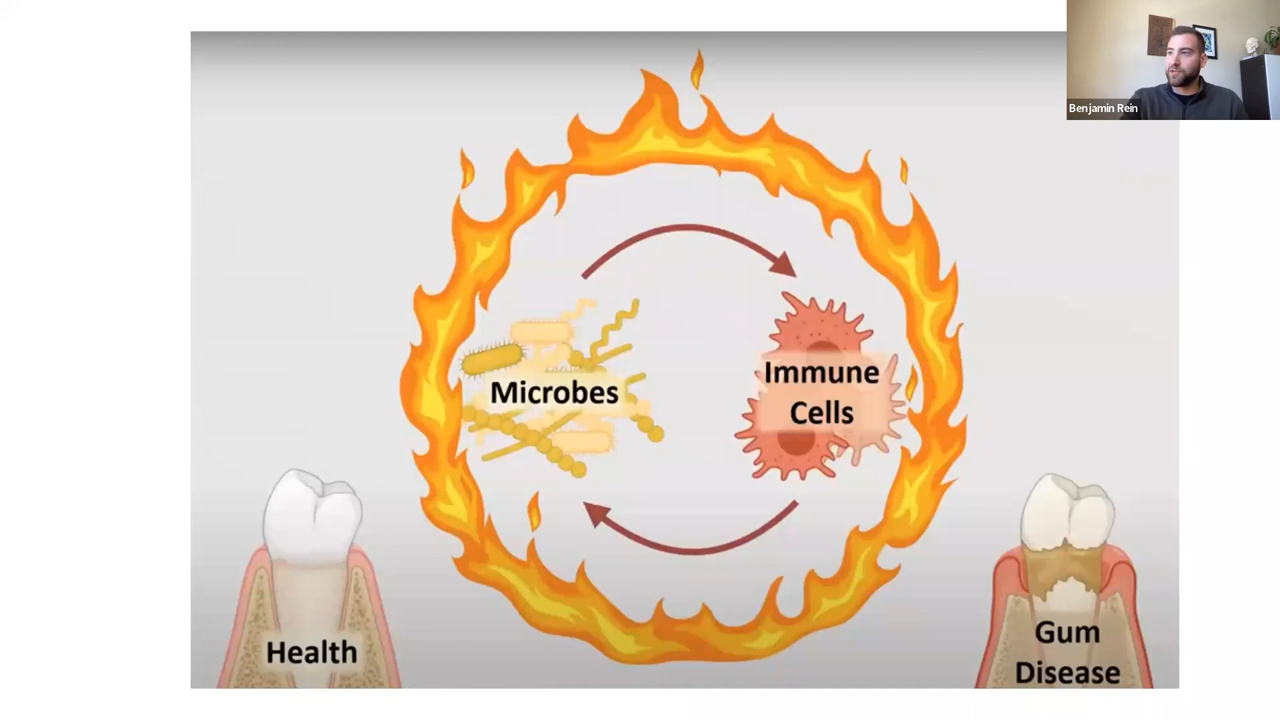 Benjamin Rein
Microbes
Immune
Cells
Health
Gum
Disease